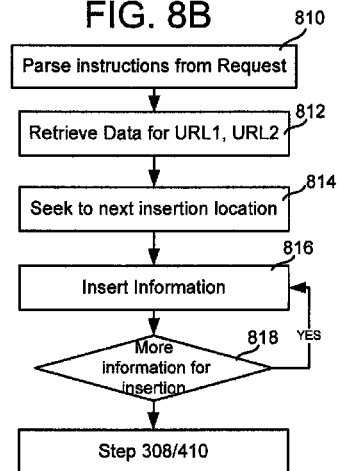 FIG. 8B
810
Parse instructions from Request
812
Retrieve Data for URL1, URL2
814
Seek to next insertion location
816
Insert Information
818
More
information for
insertion
YES
Step 308/410